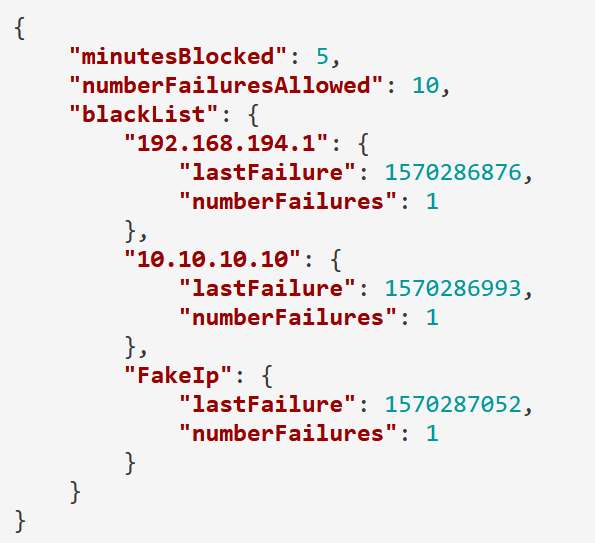 {
    "minutesBlocked": 5,
    "numberFailuresAllowed": 10,
    "blackList": {
        "192.168.194.1": {
            "lastFailure": 1570286876,
            "numberFailures": 1
        },
        "10.10.10.10": {
            "lastFailure": 1570286993,
            "numberFailures": 1
        },
        "FakeIp": {
            "lastFailure": 1570287052,
            "numberFailures": 1
        }
    }
}